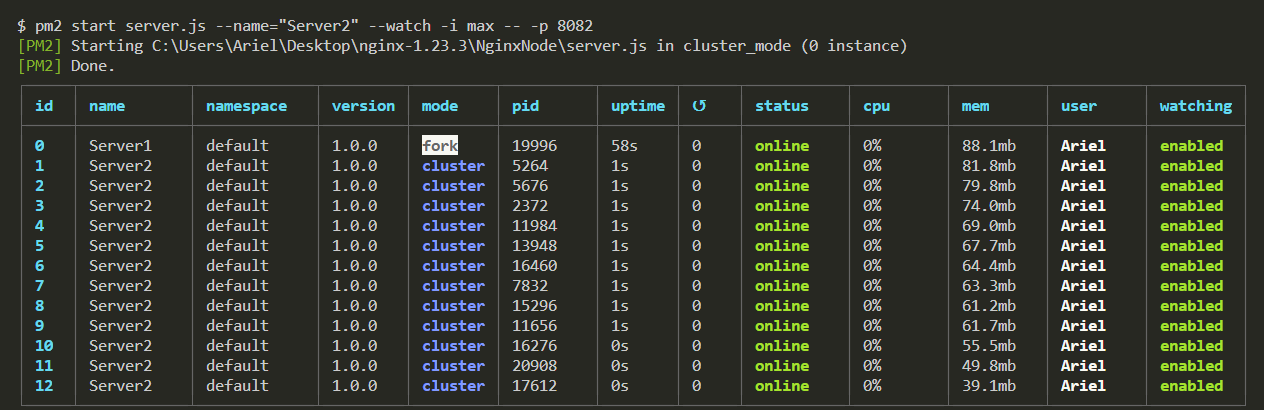 $ pm2 start server.js --name="Server2" --watch -i max -- -p 8082
[PM2] Starting C:\Users\Ariel\Desktop\nginx-1.23.3\NginxNode\server.js in cluster_mode (0 instance)
[PM2] Done.
id name namespace version mode pid uptime ↺ status cpu mem user watching
0 Server1 default 1.0.0 fork 19996 58s 0 online 0% 88.1mb Ariel enabled
1 Server2 default 1.0.0 cluster 5264 1s 0 online 0% 81.8mb Ariel enabled
2 Server2 default 1.0.0 cluster 5676 1s 0 online 0% 79.8mb Ariel enabled
3 Server2 default 1.0.0 cluster 2372 1s 0 online 0% 74.0mb Ariel enabled
4 Server2 default 1.0.0 cluster 11984 1s 0 online 0% 69.0mb Ariel enabled
5 Server2 default 1.0.0 cluster 13948 1s 0 online 0% 67.7mb Ariel enabled
6 Server2 default 1.0.0 cluster 16460 1s 0 online 0% 64.4mb Ariel enabled
7 Server2 default 1.0.0 cluster 7832 1s 0 online 0% 63.3mb Ariel enabled
8 Server2 default 1.0.0 cluster 15296 1s 0 online 0% 61.2mb Ariel enabled
9 Server2 default 1.0.0 cluster 11656 1s 0 online 0% 61.7mb Ariel enabled
10 Server2 default 1.0.0 cluster 16276 0s 0 online 0% 55.5mb Ariel enabled
11 Server2 default 1.0.0 cluster 20908 0s 0 online 0% 49.8mb Ariel enabled
12 Server2 default 1.0.0 cluster 17612 0s 0 online 0% 39.1mb Ariel enabled